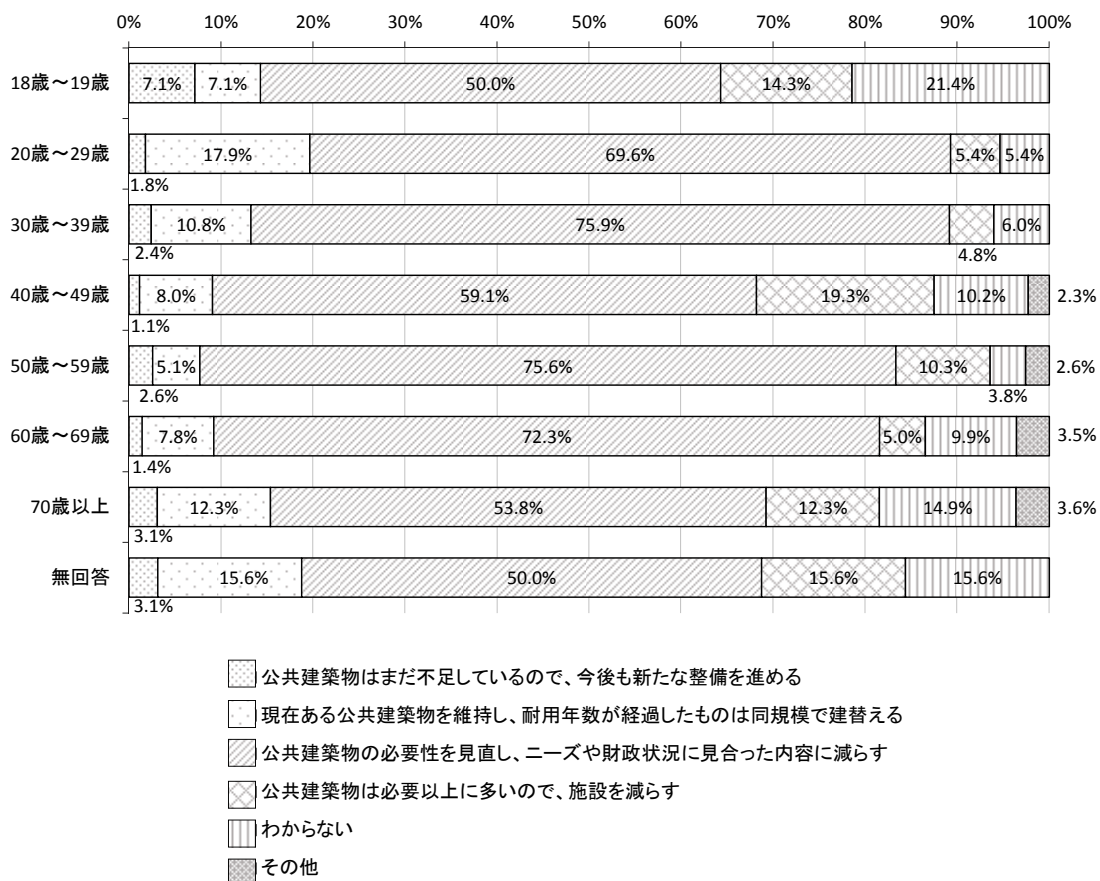 0% 10% 20% 30% 40% 50% 60% 70% 80% 90% 100%
18歳～19歳 7.1% 7.1% 50.0% 14.3% 21.4%
20歳～29歳 17.9% 69.6% 5.4% 5.4%
1.8%
30歳～39歳 10.8% 75.9% 6.0%
2.4% 4.8%
40歳～49歳 8.0% 59.1% 19.3% 10.2% 2.3%
1.1%
50歳～59歳 5.1% 75.6% 10.3% 2.6%
2.6% 3.8%
60歳～69歳 7.8% 72.3% 5.0% 9.9% 3.5%
1.4%
70歳以上 12.3% 53.8% 12.3% 14.9% 3.6%
3.1%
無回答 15.6% 50.0% 15.6% 15.6%
3.1%
公共建築物はまだ不足しているので、今後も新たな整備を進める
現在ある公共建築物を維持し、耐用年数が経過したものは同規模で建替える
公共建築物の必要性を見直し、ニーズや財政状況に見合った内容に減らす
公共建築物は必要以上に多いので、施設を減らす
わからない
その他